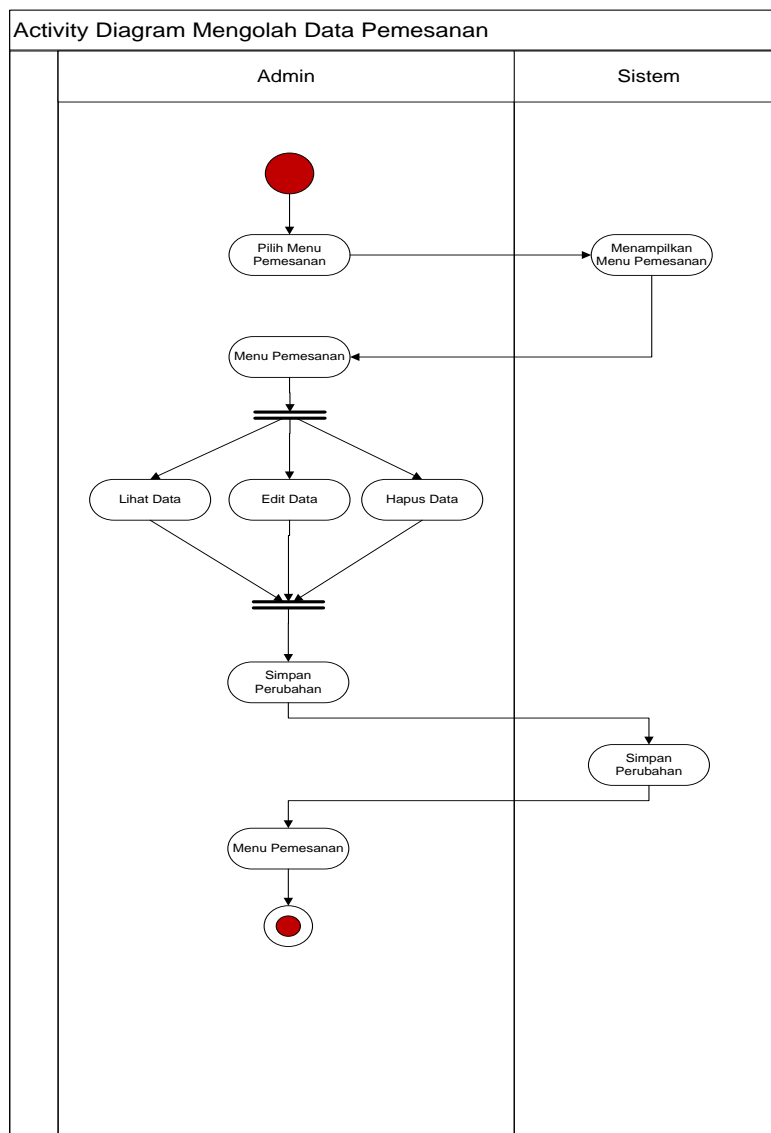 Activity Diagram Mengolah Data Pemesanan
Admin
Sistem
Pilih Menu
Pemesanan
Menampilkan
Menu Pemesanan
Menu Pemesanan
Lihat Data
Edit Data
Hapus Data
Simpan
Perubahan
Simpan
Perubahan
Menu Pemesanan